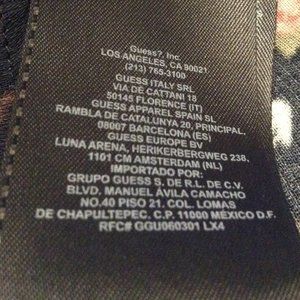 Guess?, Inc.
LOS ANGELES, CA 90021
(213) 765-3100
GUESS ITALY SRL
VIA DE CATTANI 18
50145 FLORENCE (IT)
GUESS APPAREL SPAIN SL
RAMBLA DE CATALUNYA 20, PRINCIPAL,
08007 BARCELONA (ES)
GUESS EUROPE BV
LUNA ARENA, HERIKERBERGWEG 238,
1101 CM AMSTERDAM (NL)
IMPORTADO POR:
GRUPO GUESS S. DE R.L. DE C.V.
BLVD. MANUEL ÁVILA CAMACHO
NO.40 PISO 21. COL. LOMAS
DE CHAPULTEPEC. C.P. 11000 MÉXICO D.F.
RFC# GGU060301 LX4